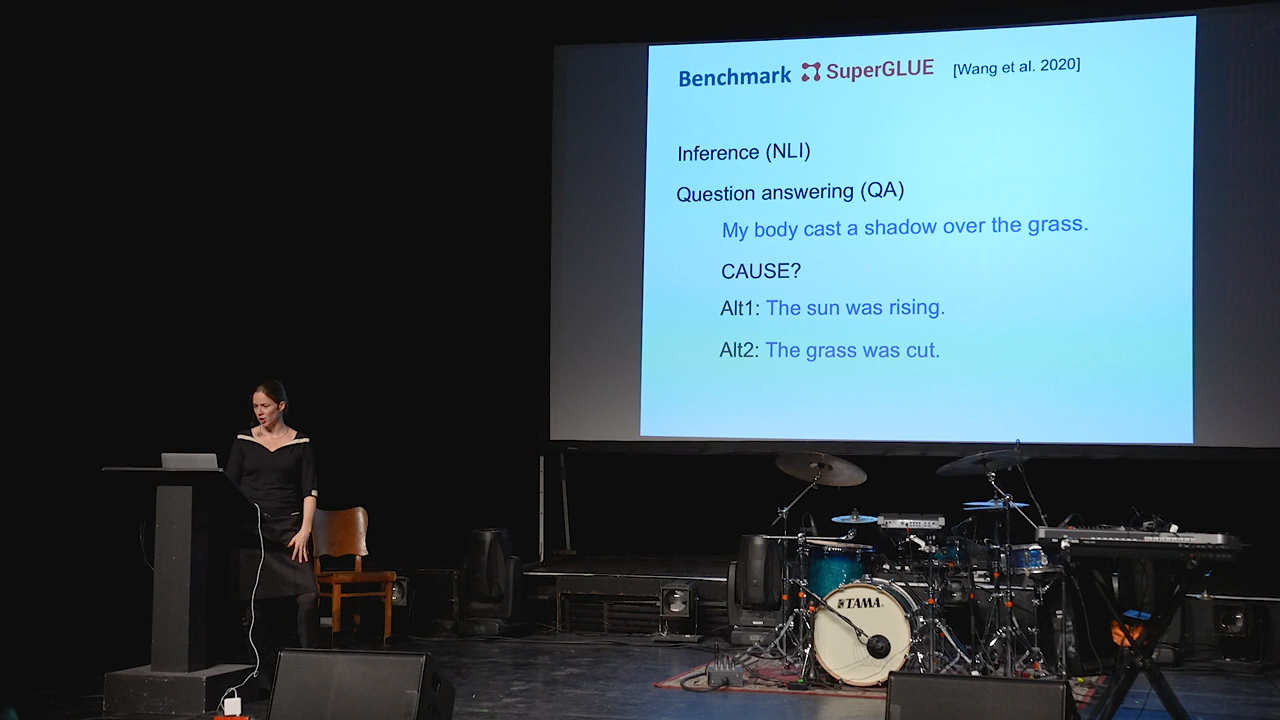 Benchmark SuperGLUE [Wang et al. 2020]
Inference (NLI)
Question answering (QA)
My body cast a shadow over the grass.
CAUSE?
Alt1: The sun was rising.
Alt2: The grass was cut.
TAMA